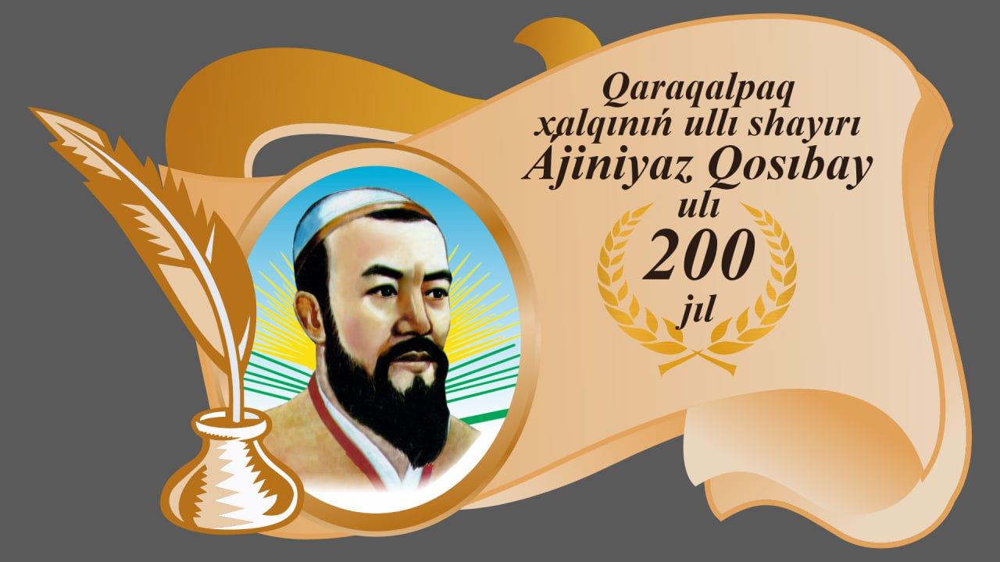 Qaraqalpaq
xalqınıń ullı shayırı
Ájiniyaz Qosıbay
ulı
200
jıl